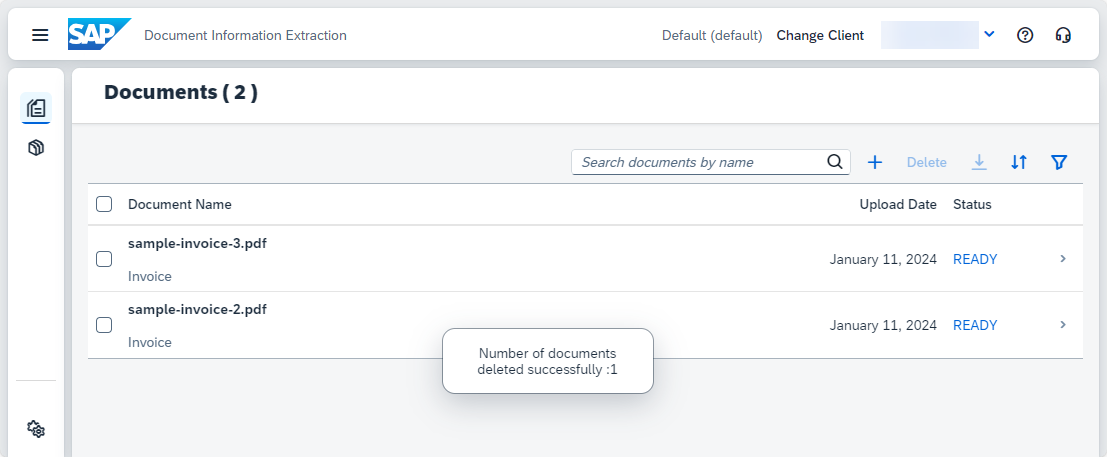 SAP Document Information Extraction Default (default) Change Client
Documents ( 2 )
Search documents by name Delete
Document Name Upload Date Status
sample-invoice-3.pdf
Invoice January 11, 2024 READY
sample-invoice-2.pdf
Invoice January 11, 2024 READY
Number of documents
deleted successfully :1